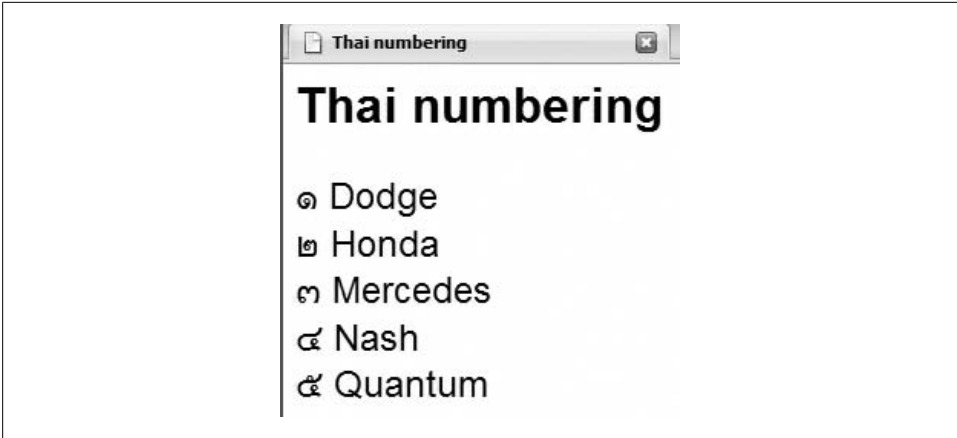 Thai numbering
Thai numbering
๑ Dodge
๒ Honda
๓ Mercedes
๔ Nash
๕ Quantum